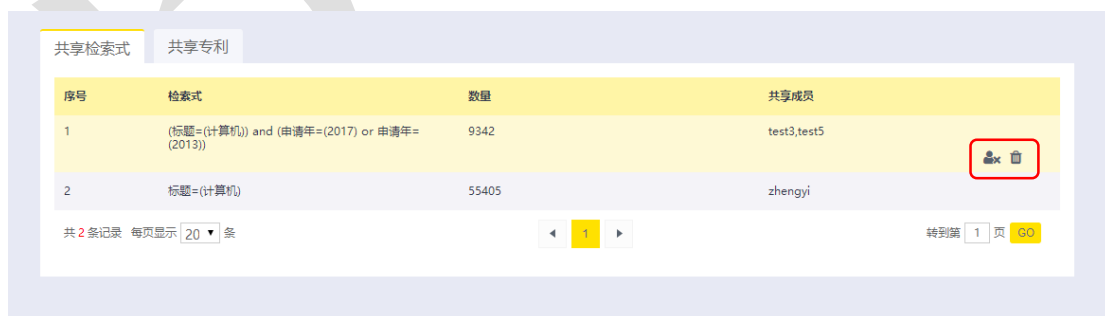 共享检索式 共享专利
序号 检索式 数量 共享成员
1 (标题=(计算机)) and (申请年=(2017) or 申请年= 9342 test3,test5
(2013))
2 标题=(计算机) 55405 zhengyi
共 2 条记录 每页显示 20 条 1 转到第 1 页 GO